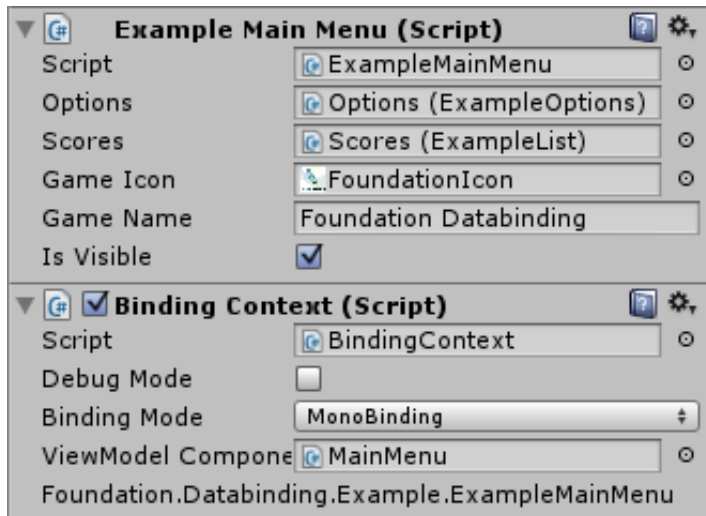 Example Main Menu (Script)
Script ExampleMainMenu
Options Options (ExampleOptions)
Scores Scores (ExampleList)
Game Icon FoundationIcon
Game Name Foundation Databinding
Is Visible
Binding Context (Script)
Script BindingContext
Debug Mode
Binding Mode MonoBinding
ViewModel Compone MainMenu
Foundation.Databinding.Example.ExampleMainMenu